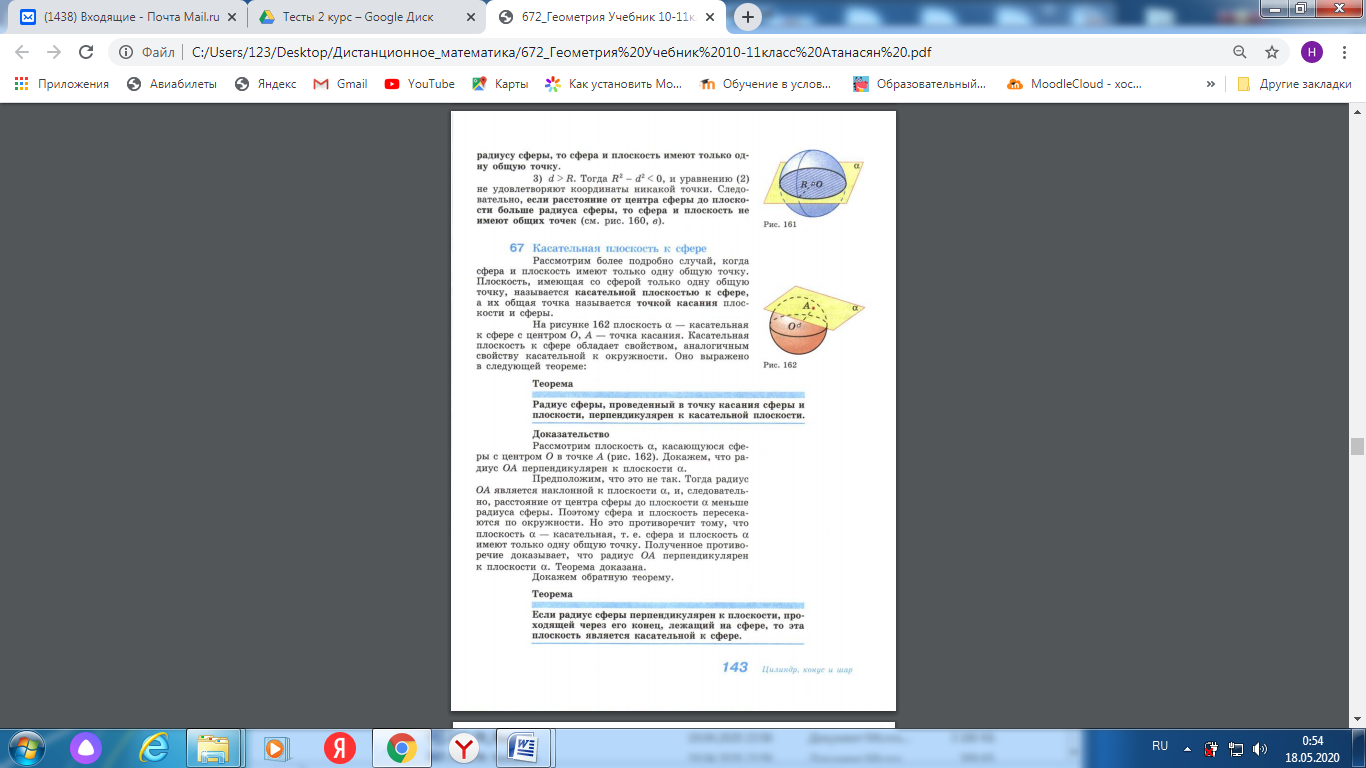 (1438) Входящие - Почта Mail.ru
Тесты 2 курс – Google Диск
672_Геометрия Учебник 10-11к
Файл
C:/Users/123/Desktop/Дистанционное_математика/672_Геометрия%20Учебник%2010-11класс%20Атанасян%20.pdf
Н
Приложения
Авиабилеты
Яндекс
Gmail
YouTube
Карты
Как установить Мо...
Обучение в услов...
Образовательный...
MoodleCloud - хос...
»
Другие закладки
радиусу сферы, то сфера и плоскость имеют только од-
ну общую точку.
3) d > R. Тогда R² – d² < 0, и уравнению (2)
не удовлетворяют координаты никакой точки. Следо-
вательно, если расстояние от центра сферы до плоско-
сти больше радиуса сферы, то сфера и плоскость не
имеют общих точек (см. рис. 160, в).
α
R O
Рис. 161
67 Касательная плоскость к сфере
Рассмотрим более подробно случай, когда
сфера и плоскость имеют только одну общую точку.
Плоскость, имеющая со сферой только одну общую
точку, называется касательной плоскостью к сфере,
а их общая точка называется точкой касания плос-
кости и сферы.
На рисунке 162 плоскость α — касательная
к сфере с центром О, А — точка касания. Касательная
плоскость к сфере обладает свойством, аналогичным
свойству касательной к окружности. Оно выражено
в следующей теореме:
A
α
O
Рис. 162
Теорема
Радиус сферы, проведенный в точку касания сферы и
плоскости, перпендикулярен к касательной плоскости.
Доказательство
Рассмотрим плоскость α, касающуюся сфе-
ры с центром О в точке А (рис. 162). Докажем, что ра-
диус ОА перпендикулярен к плоскости α.
Предположим, что это не так. Тогда радиус
ОА является наклонной к плоскости α, и, следователь-
но, расстояние от центра сферы до плоскости α меньше
радиуса сферы. Поэтому сфера и плоскость пересека-
ются по окружности. Но это противоречит тому, что
плоскость α — касательная, т. е. сфера и плоскость α
имеют только одну общую точку. Полученное противо-
речие доказывает, что радиус ОА перпендикулярен
к плоскости α. Теорема доказана.
Докажем обратную теорему.
Теорема
Если радиус сферы перпендикулярен к плоскости, про-
ходящей через его конец, лежащий на сфере, то эта
плоскость является касательной к сфере.
143 Цилиндр, конус и шар
RU
0:54
18.05.2020